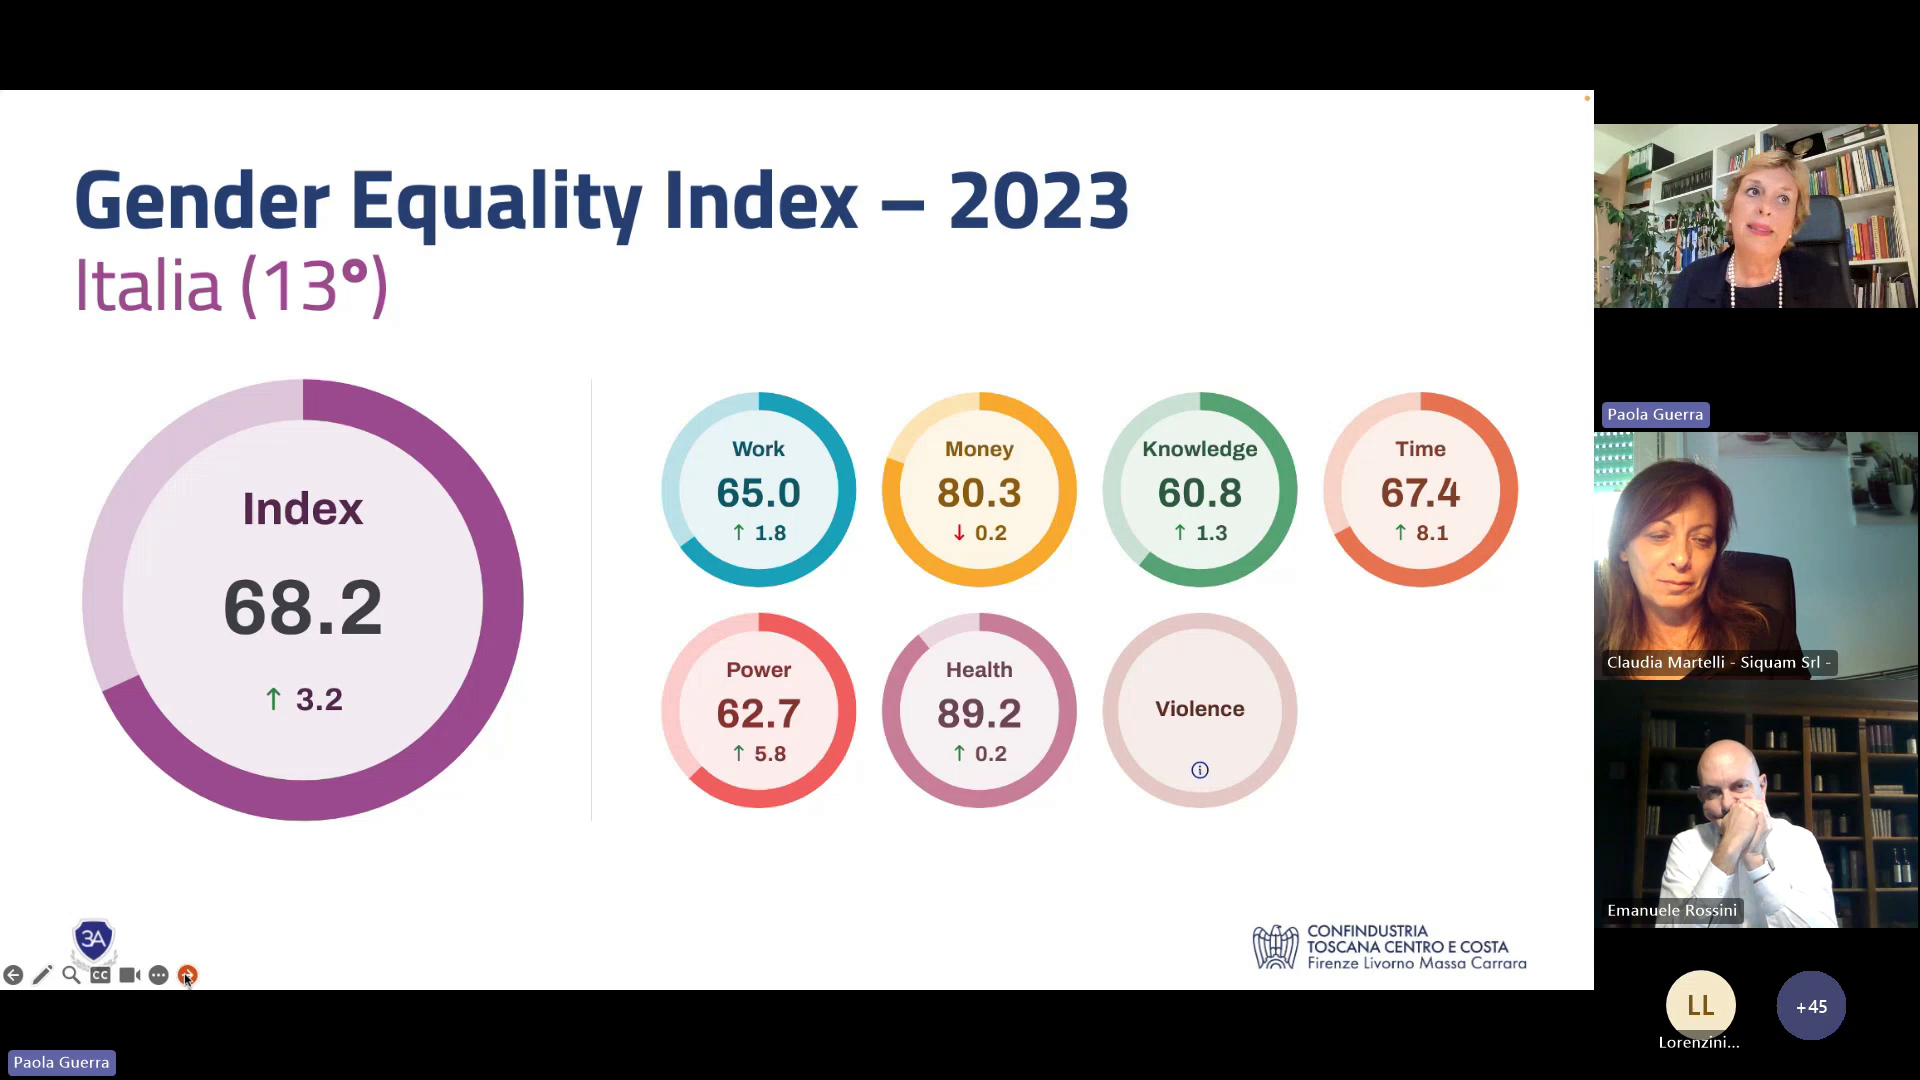 Gender Equality Index – 2023
Italia (13°)
Index
68.2
↑ 3.2
Work
65.0
↑ 1.8
Money
80.3
↓ 0.2
Knowledge
60.8
↑ 1.3
Time
67.4
↑ 8.1
Power
62.7
↑ 5.8
Health
89.2
↑ 0.2
Violence
3A
CC
CONFINDUSTRIA
TOSCANA CENTRO E COSTA
Firenze Livorno Massa Carrara
Paola Guerra
Paola Guerra
Claudia Martelli - Siquam Srl -
Emanuele Rossini
LL
Lorenzini...
+45